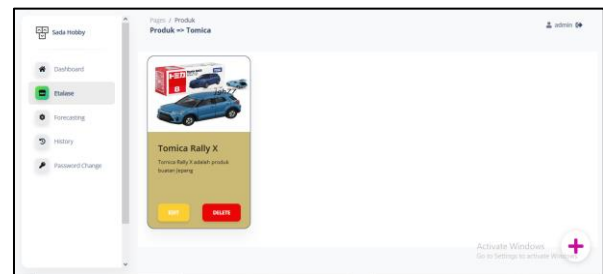 Sada Hobby
Dashboard
Etalase
Forecasting
History
Password Change
Pages / Produk
Produk => Tomica
admin
8
Tomica Rally X
Tomica Rally X adalah produk
buatan Jepang
EDIT
DELETE
Activate Windows
Go to Settings to activate Windows.